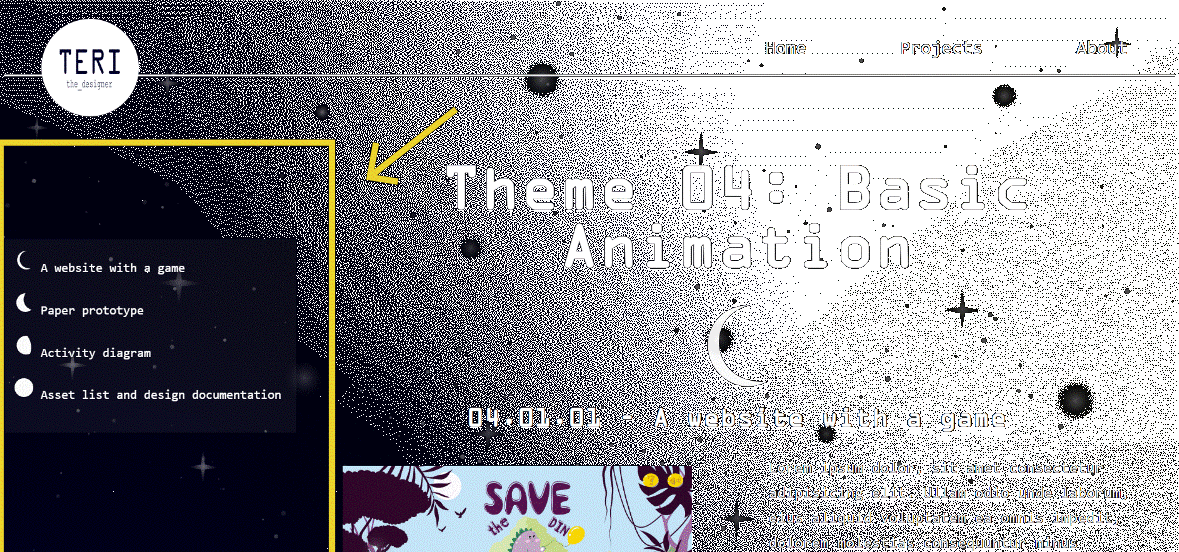 TERI
the_designer
Home
Projects
About
Theme 04: Basic
Animation
A website with a game
Paper prototype
Activity diagram
Asset list and design documentation
04.01.01 - A website with a game
SAVE
the DIN